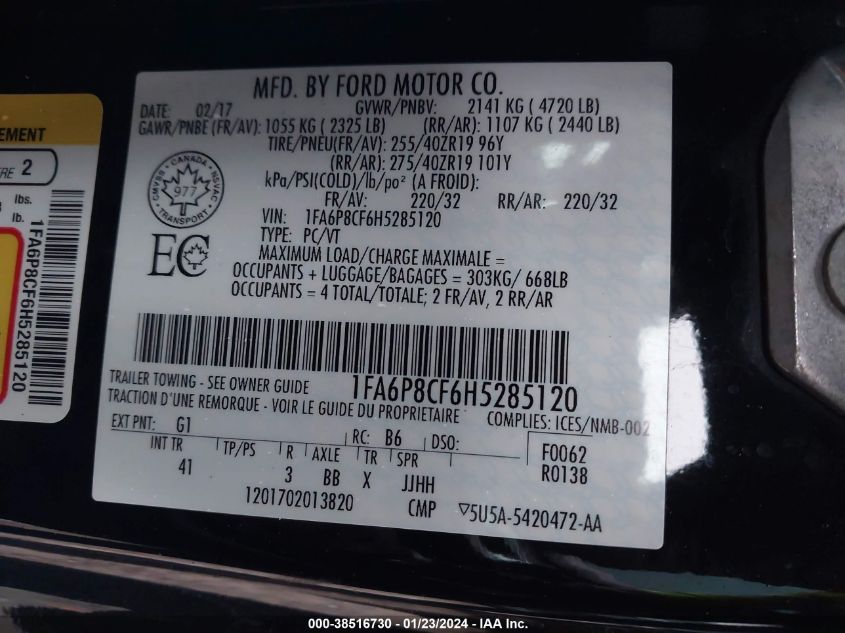 MFD. BY FORD MOTOR CO.
DATE: 02/17 GVWR/PNBV: 2141 KG ( 4720 LB)
GAWR/PNBE (FR/AV): 1055 KG ( 2325 LB) (RR/AR): 1107 KG ( 2440 LB)
TIRE/PNEU(FR/AV): 255/40ZR19 96Y
(RR/AR): 275/40ZR19 101Y
kPa/PSI(COLD)/lb/po² (A FROID):
FR/AV: 220/32 RR/AR: 220/32
VIN: 1FA6P8CF6H5285120
TYPE: PC/VT
MAXIMUM LOAD/CHARGE MAXIMALE =
OCCUPANTS + LUGGAGE/BAGAGES = 303KG/ 668LB
OCCUPANTS = 4 TOTAL/TOTALE; 2 FR/AV, 2 RR/AR
CANADA
CMVSS
977
NSVAC
TRANSPORT
EC
1FA6P8CF6H5285120
TRAILER TOWING - SEE OWNER GUIDE
TRACTION D'UNE REMORQUE - VOIR LE GUIDE DU PROPRIETAIRE
COMPLIES: ICES/NMB-002
EXT PNT: G1 RC: B6 DSO: F0062
INT TR TP/PS R AXLE TR SPR R0138
41 3 BB X JJHH
1201702013820 CMP 5U5A-5420472-AA
EMENT
2
lbs.
lb.
1FA6P8CF6H5285120
000-38516730 - 01/23/2024 - IAA Inc.